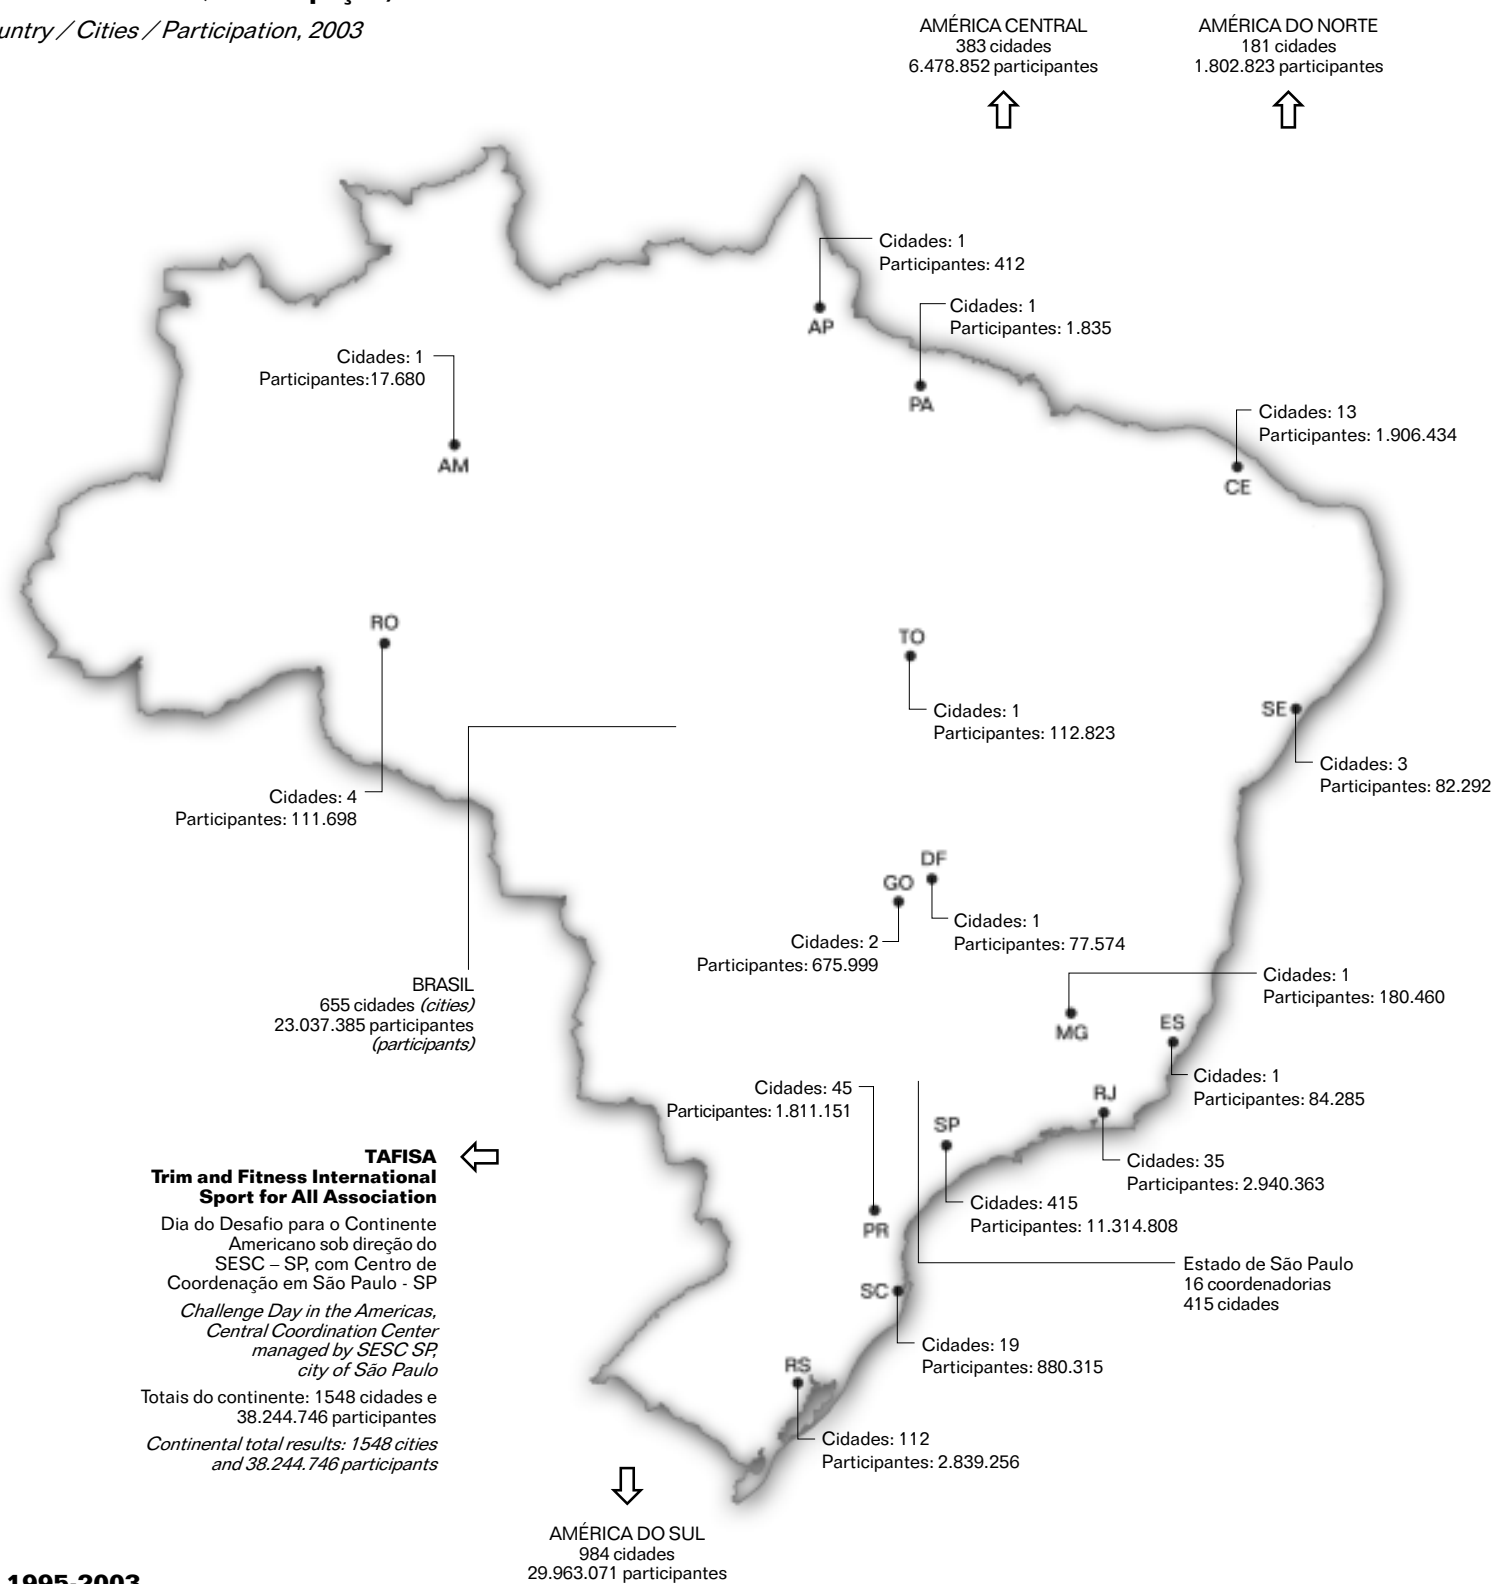 untry / Cities / Participation, 2003
AMÉRICA CENTRAL
383 cidades
6.478.852 participantes
AMÉRICA DO NORTE
181 cidades
1.802.823 participantes
Cidades: 1
Participantes: 412
AP
Cidades: 1
Participantes: 1.835
PA
Cidades: 1
Participantes:17.680
AM
Cidades: 13
Participantes: 1.906.434
CE
RO
Cidades: 4
Participantes: 111.698
TO
Cidades: 1
Participantes: 112.823
SE
Cidades: 3
Participantes: 82.292
DF
Cidades: 1
Participantes: 77.574
GO
Cidades: 2
Participantes: 675.999
BRASIL
655 cidades (cities)
23.037.385 participantes
(participants)
Cidades: 1
Participantes: 180.460
MG
ES
Cidades: 1
Participantes: 84.285
Cidades: 45
Participantes: 1.811.151
PR
RJ
Cidades: 35
Participantes: 2.940.363
SP
Cidades: 415
Participantes: 11.314.808
Estado de São Paulo
16 coordenadorias
415 cidades
SC
Cidades: 19
Participantes: 880.315
RS
Cidades: 112
Participantes: 2.839.256
TAFISA
Trim and Fitness International
Sport for All Association
Dia do Desafio para o Continente
Americano sob direção do
SESC – SP, com Centro de
Coordenação em São Paulo - SP
Challenge Day in the Americas,
Central Coordination Center
managed by SESC SP,
city of São Paulo
Totais do continente: 1548 cidades e
38.244.746 participantes
Continental total results: 1548 cities
and 38.244.746 participants
AMÉRICA DO SUL
984 cidades
29.963.071 participantes
1995-2003